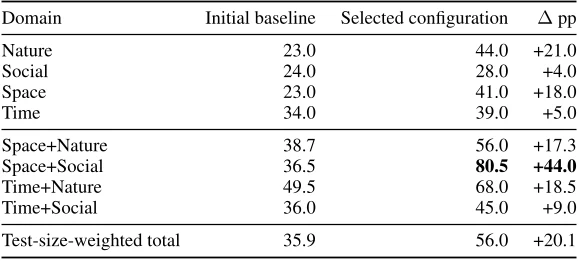 Domain Initial baseline Selected configuration Δ pp
Nature 23.0 44.0 +21.0
Social 24.0 28.0 +4.0
Space 23.0 41.0 +18.0
Time 34.0 39.0 +5.0
Space+Nature 38.7 56.0 +17.3
Space+Social 36.5 80.5 +44.0
Time+Nature 49.5 68.0 +18.5
Time+Social 36.0 45.0 +9.0
Test-size-weighted total 35.9 56.0 +20.1